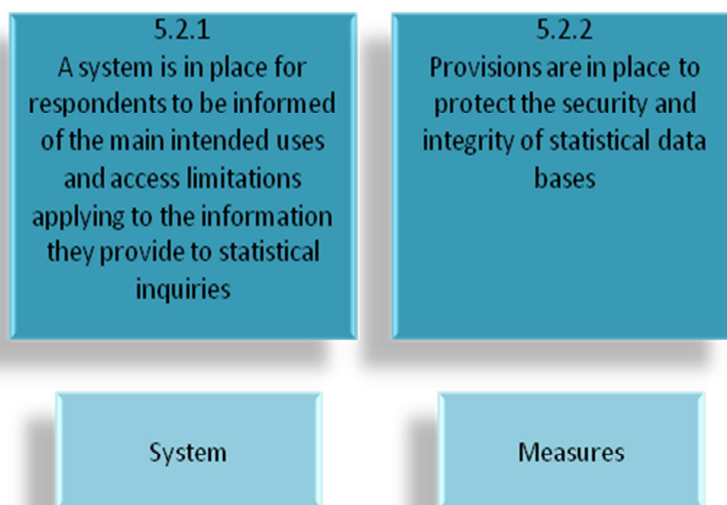 5.2.1
A system is in place for
respondents to be informed
of the main intended uses
and access limitations
applying to the information
they provide to statistical
inquiries
5.2.2
Provisions are in place to
protect the security and
integrity of statistical data
bases
System
Measures